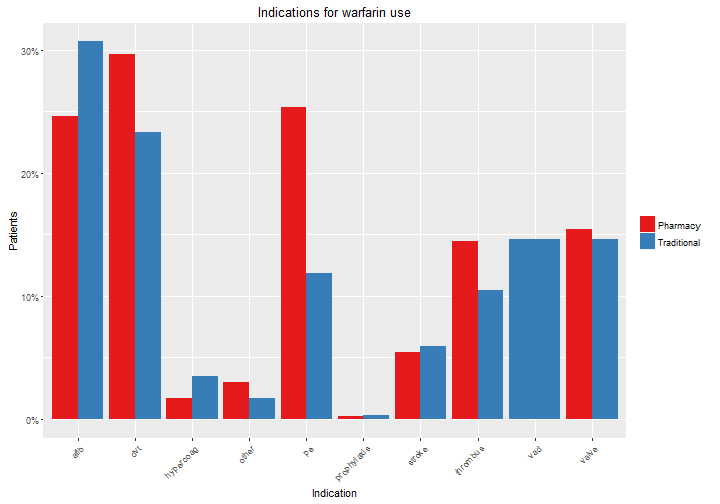 Indications for warfarin use
30%
20%
10%
0%
Patients
afib
dvt
hypercoag
other
pe
prophylaxis
stroke
thrombus
vad
valve
Indication
Pharmacy
Traditional